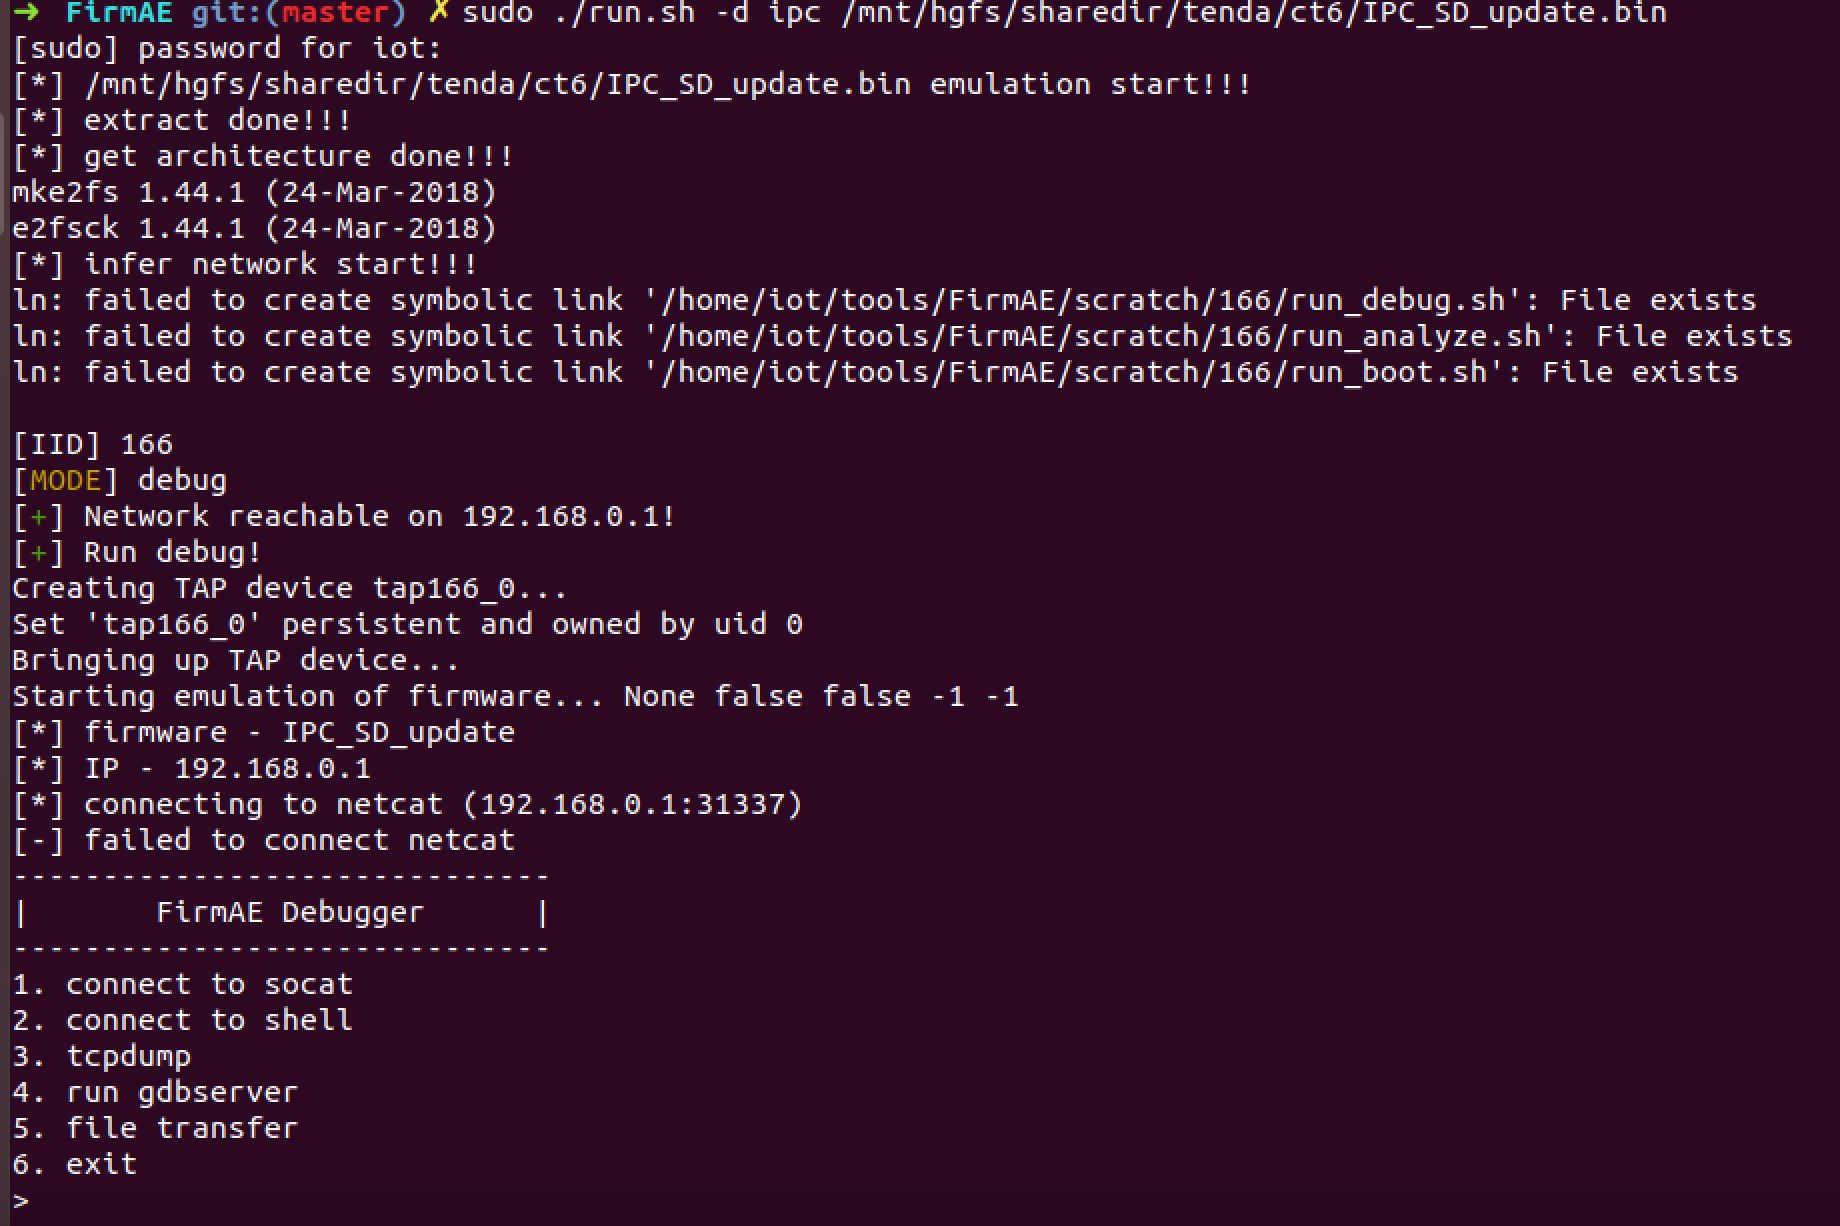 ➜ FirmAE git:(master) ✗ sudo ./run.sh -d ipc /mnt/hgfs/sharedir/tenda/ct6/IPC_SD_update.bin
[sudo] password for iot:
[*] /mnt/hgfs/sharedir/tenda/ct6/IPC_SD_update.bin emulation start!!!
[*] extract done!!!
[*] get architecture done!!!
mke2fs 1.44.1 (24-Mar-2018)
e2fsck 1.44.1 (24-Mar-2018)
[*] infer network start!!!
ln: failed to create symbolic link '/home/iot/tools/FirmAE/scratch/166/run_debug.sh': File exists
ln: failed to create symbolic link '/home/iot/tools/FirmAE/scratch/166/run_analyze.sh': File exists
ln: failed to create symbolic link '/home/iot/tools/FirmAE/scratch/166/run_boot.sh': File exists
[IID] 166
[MODE] debug
[+] Network reachable on 192.168.0.1!
[+] Run debug!
Creating TAP device tap166_0...
Set 'tap166_0' persistent and owned by uid 0
Bringing up TAP device...
Starting emulation of firmware... None false false -1 -1
[*] firmware - IPC_SD_update
[*] IP - 192.168.0.1
[*] connecting to netcat (192.168.0.1:31337)
[-] failed to connect netcat
------------------------------
|       FirmAE Debugger      |
------------------------------
1. connect to socat
2. connect to shell
3. tcpdump
4. run gdbserver
5. file transfer
6. exit
>